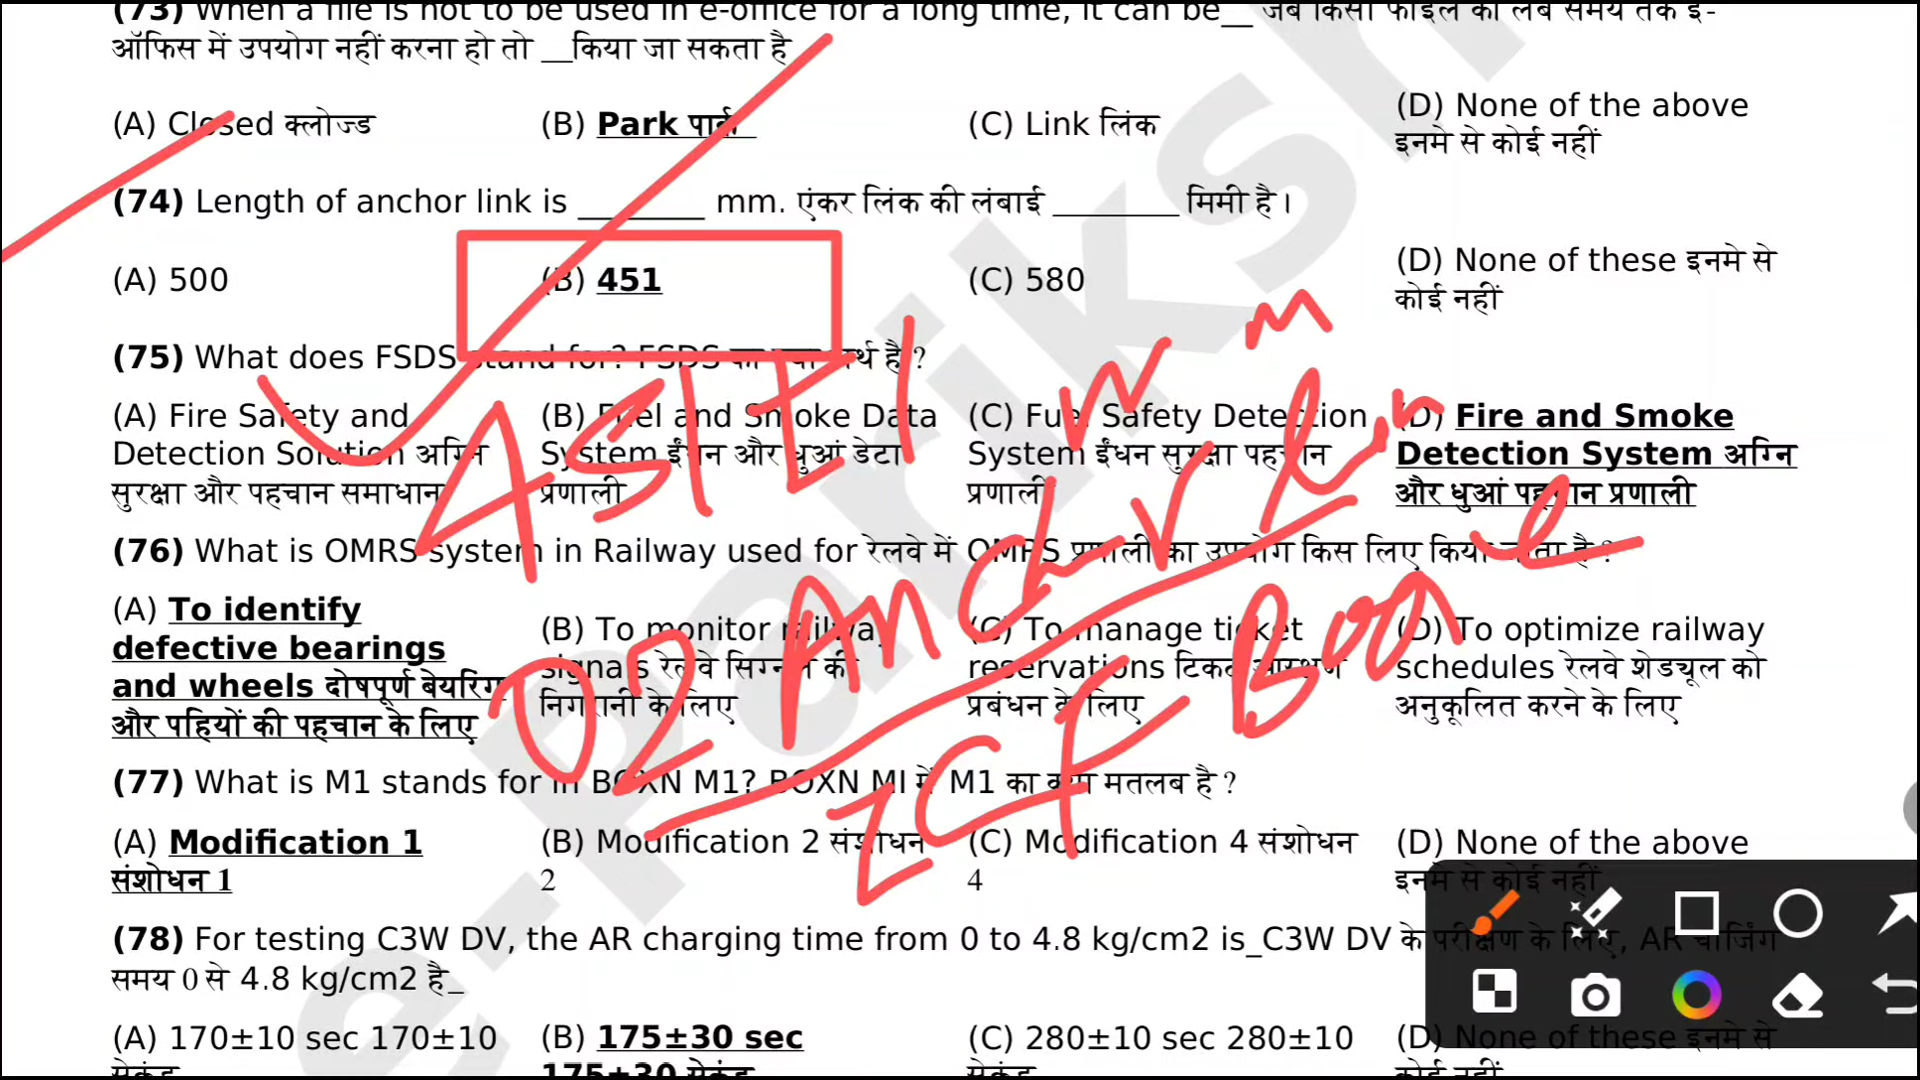 (73) When a file is not to be used in e-office for a long time, it can be__ जब किसी फाइल को लंबे समय तक ई-
ऑफिस में उपयोग नहीं करना हो तो __किया जा सकता है
(A) Closed क्लोज्ड (B) Park पार्क (C) Link लिंक (D) None of the above
इनमे से कोई नहीं
(74) Length of anchor link is ________ mm. एंकर लिंक की लंबाई ________ मिमी है।
(A) 500 (B) 451 (C) 580 (D) None of these इनमे से
कोई नहीं
(75) What does FSDS stand for? FSDS का क्या अर्थ है?
(A) Fire Safety and
Detection Solution अग्नि
सुरक्षा और पहचान समाधान
(B) Fuel and Smoke Data
System ईंधन और धुआं डेटा
प्रणाली
(C) Fuel Safety Detection
System ईंधन सुरक्षा पहचान
प्रणाली
(D) Fire and Smoke
Detection System अग्नि
और धुआं पहचान प्रणाली
451±1 mm
02 Anchr link
ICF Bogie
(76) What is OMRS system in Railway used for रेलवे में OMRS प्रणाली का उपयोग किस लिए किया जाता है?
(A) To identify
defective bearings
and wheels दोषपूर्ण बेयरिंग
और पहियों की पहचान के लिए
(B) To monitor railway
signals रेलवे सिग्नल की
निगरानी के लिए
(C) To manage ticket
reservations टिकट आरक्षण
प्रबंधन के लिए
(D) To optimize railway
schedules रेलवे शेड्यूल को
अनुकूलित करने के लिए
(77) What is M1 stands for in BOXN M1? BOXN MI में M1 का क्या मतलब है?
(A) Modification 1
संशोधन 1
(B) Modification 2 संशोधन
2
(C) Modification 4 संशोधन
4
(D) None of the above
इनमे से कोई नहीं
(78) For testing C3W DV, the AR charging time from 0 to 4.8 kg/cm2 is_C3W DV के परीक्षण के लिए, AR चार्जिंग
समय 0 से 4.8 kg/cm2 है_
(A) 170±10 sec 170±10
सेकंड
(B) 175±30 sec
175±30 सेकंड
(C) 280±10 sec 280±10
सेकंड
(D) None of these इनमे से
कोई नहीं
e-Pariksh